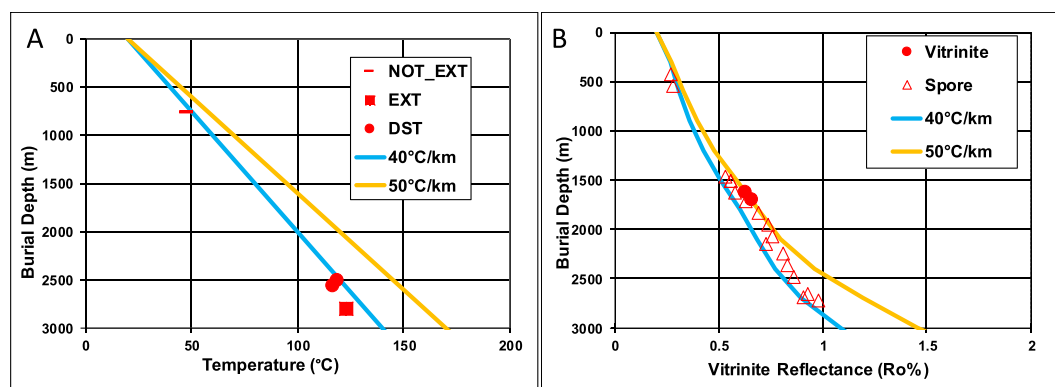 A
0
500
1000
1500
2000
2500
3000
Burial Depth (m)
0
50
100
150
200
Temperature (°C)
NOT_EXT
EXT
DST
40°C/km
50°C/km
B
0
500
1000
1500
2000
2500
3000
Burial Depth (m)
0
0.5
1
1.5
2
Vitrinite Reflectance (Ro%)
Vitrinite
Spore
40°C/km
50°C/km